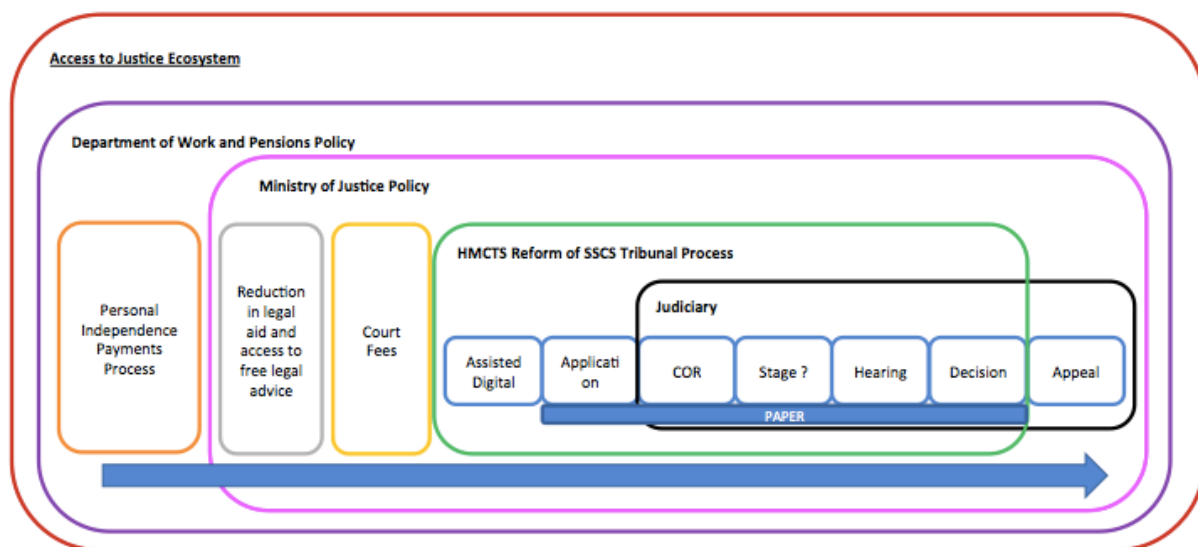 Access to Justice Ecosystem
Department of Work and Pensions Policy
Ministry of Justice Policy
Personal
Independence
Payments
Process
Reduction
in legal
aid and
access to
free legal
advice
Court
Fees
HMCTS Reform of SSCS Tribunal Process
Judiciary
Assisted
Digital
Applicati
on
COR
Stage ?
Hearing
Decision
Appeal
PAPER